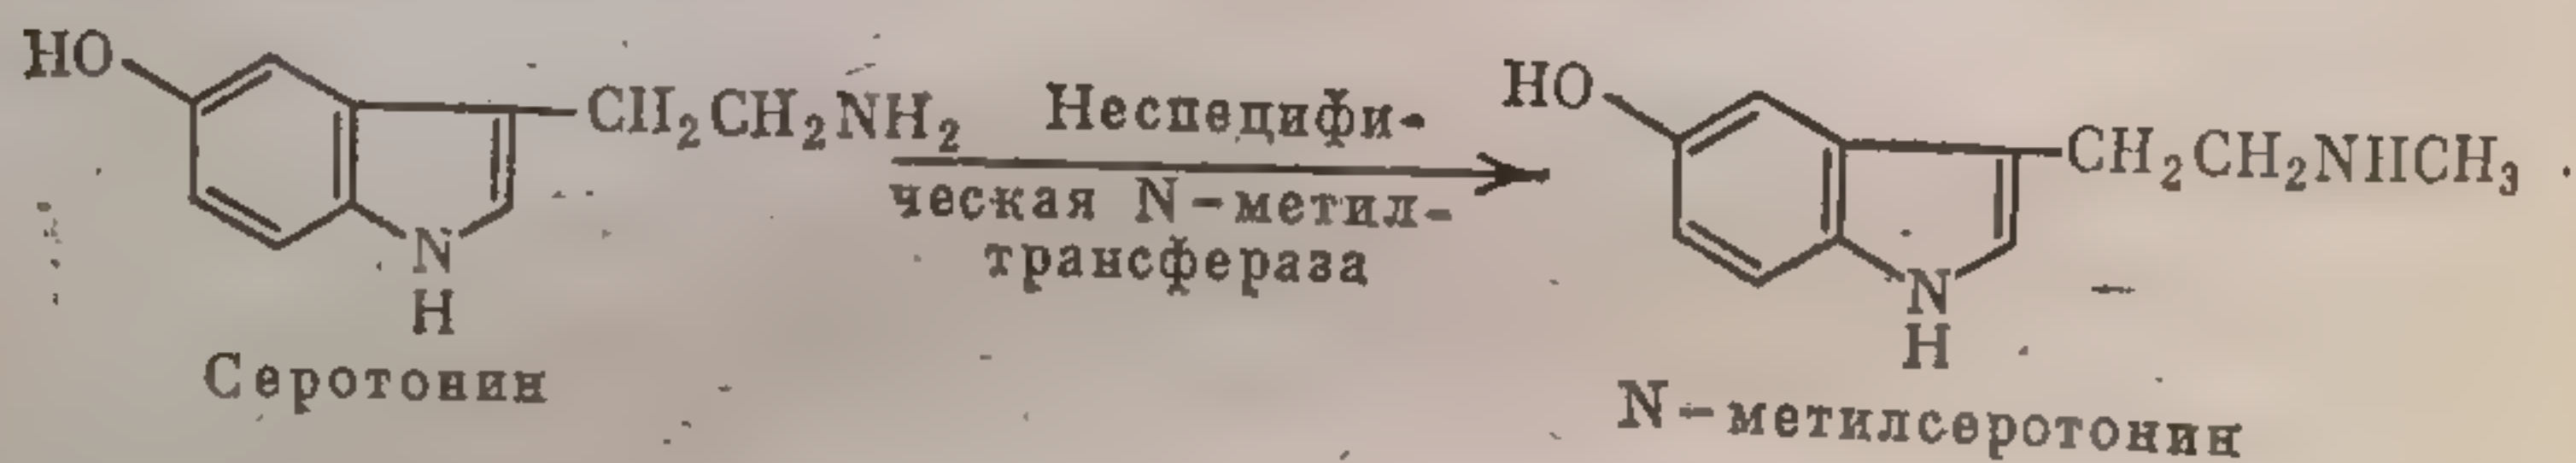 HO
CH₂CH₂NH₂
Неспецифи-
ческая N-метил-
трансфераза
N
H
Серотонин
HO
CH₂CH₂NHCH₃.
N
H
N-метилсеротонин